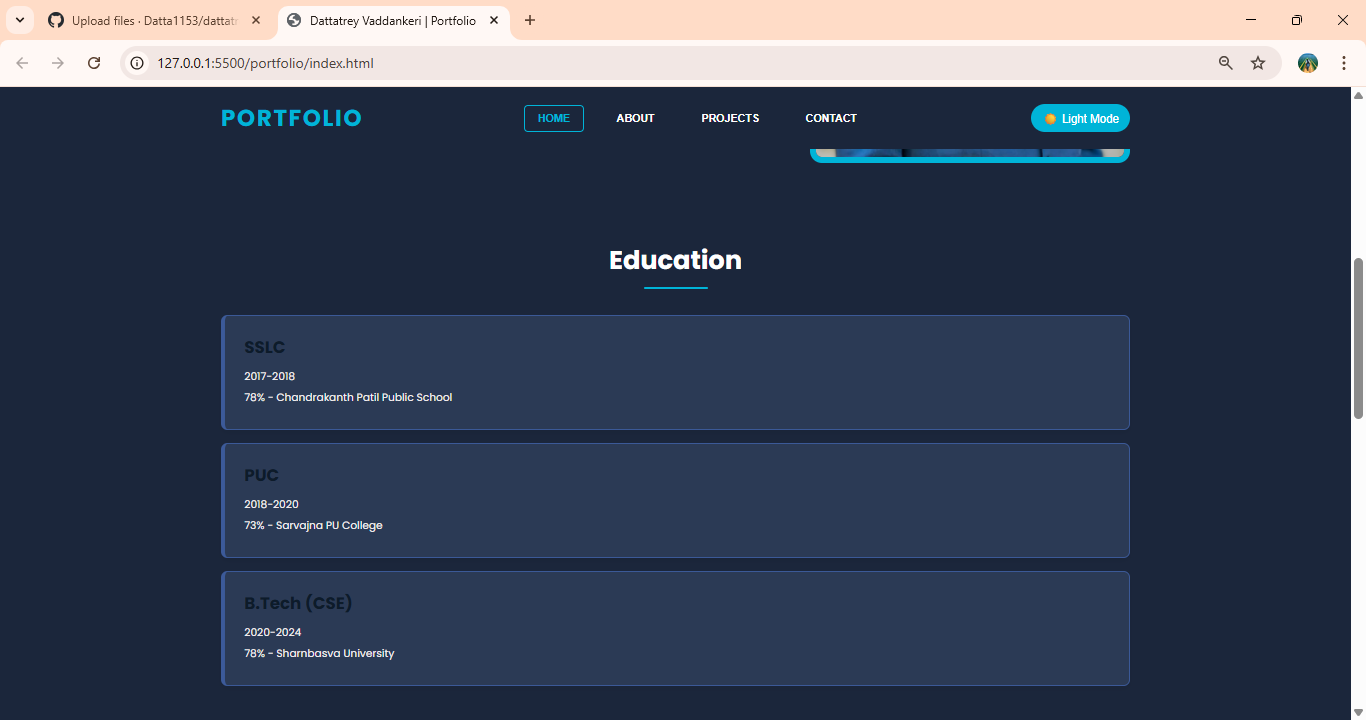 Upload files · Datta1153/dattatr
Dattatrey Vaddankeri | Portfolio
127.0.0.1:5500/portfolio/index.html
PORTFOLIO
HOME
ABOUT
PROJECTS
CONTACT
Light Mode
Education
SSLC
2017-2018
78% - Chandrakanth Patil Public School
PUC
2018-2020
73% - Sarvajna PU College
B.Tech (CSE)
2020-2024
78% - Sharnbasva University